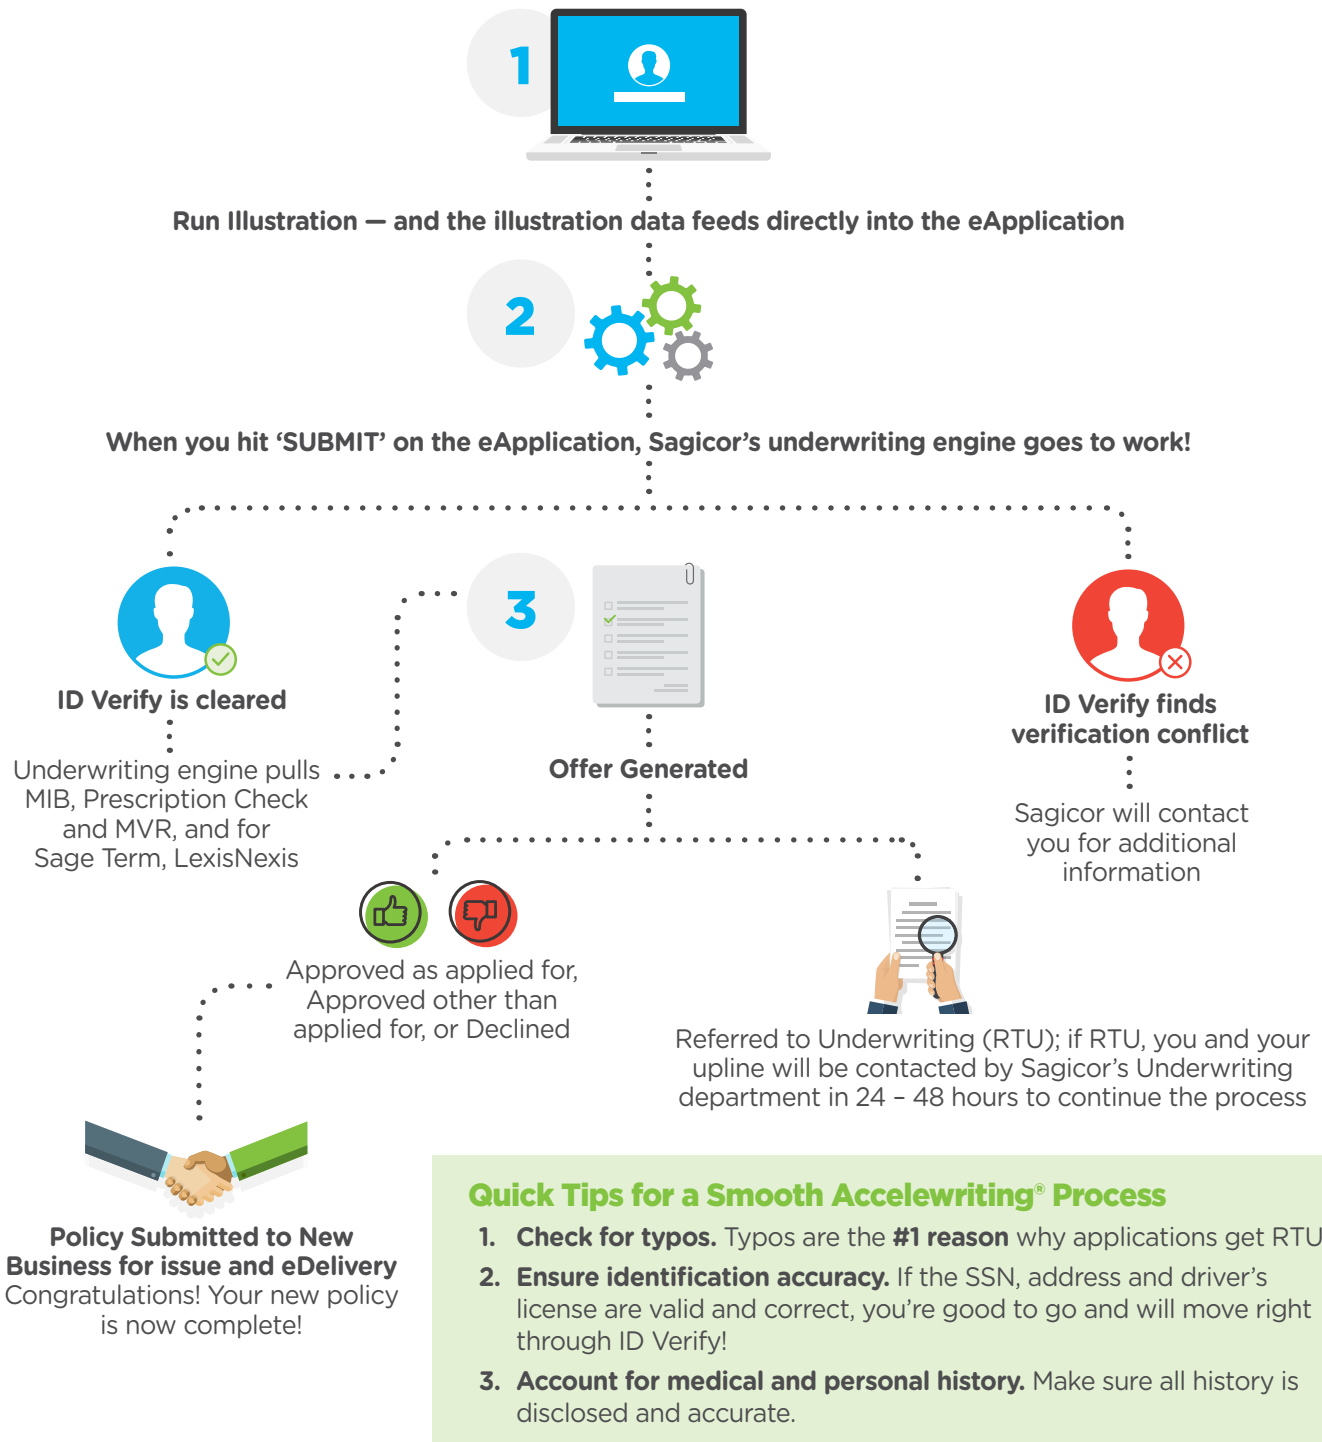 1
Run Illustration — and the illustration data feeds directly into the eApplication
2
When you hit ‘SUBMIT’ on the eApplication, Sagicor’s underwriting engine goes to work!
ID Verify is cleared
Underwriting engine pulls
MIB, Prescription Check
and MVR, and for
Sage Term, LexisNexis
3
Offer Generated
ID Verify finds
verification conflict
Sagicor will contact
you for additional
information
Approved as applied for,
Approved other than
applied for, or Declined
Referred to Underwriting (RTU); if RTU, you and your
upline will be contacted by Sagicor’s Underwriting
department in 24 – 48 hours to continue the process
Policy Submitted to New
Business for issue and eDelivery
Congratulations! Your new policy
is now complete!
Quick Tips for a Smooth Accelewriting® Process
1. Check for typos. Typos are the #1 reason why applications get RTU
2. Ensure identification accuracy. If the SSN, address and driver’s
license are valid and correct, you’re good to go and will move right
through ID Verify!
3. Account for medical and personal history. Make sure all history is
disclosed and accurate.